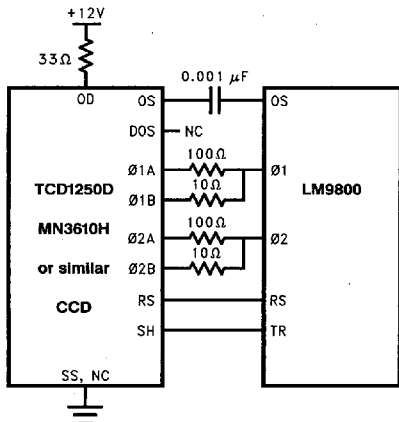 +12V
33Ω
0.001 μF
OD
OS
OS
DOS
NC
100Ω
Ø1A
Ø1
10Ω
Ø1B
TCD1250D
LM9800
100Ω
MN3610H
Ø2A
Ø2
10Ω
or similar
Ø2B
CCD
RS
RS
SH
TR
SS, NC